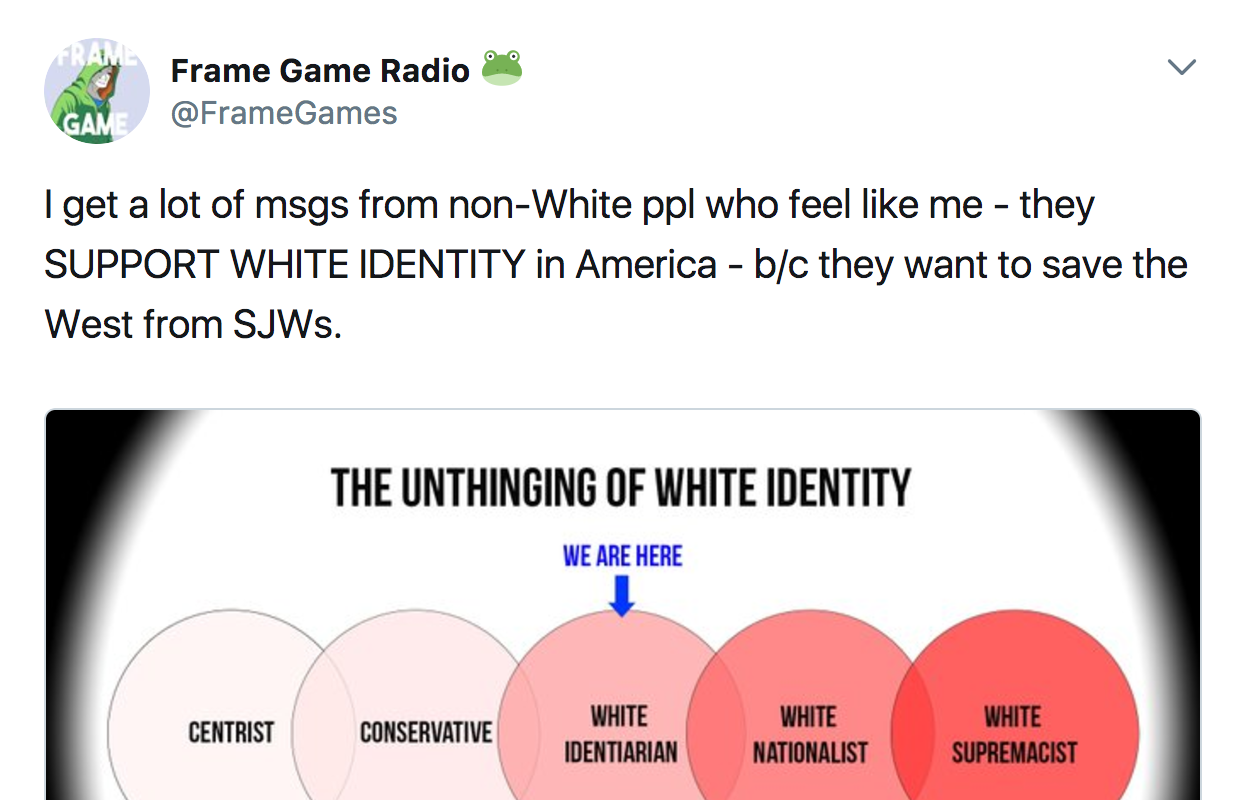 FRAME
GAME
Frame Game Radio 🐸
@FrameGames
I get a lot of msgs from non-White ppl who feel like me - they
SUPPORT WHITE IDENTITY in America - b/c they want to save the
West from SJWs.
THE UNTHINGING OF WHITE IDENTITY
WE ARE HERE
CENTRIST
CONSERVATIVE
WHITE
IDENTIARIAN
WHITE
NATIONALIST
WHITE
SUPREMACIST